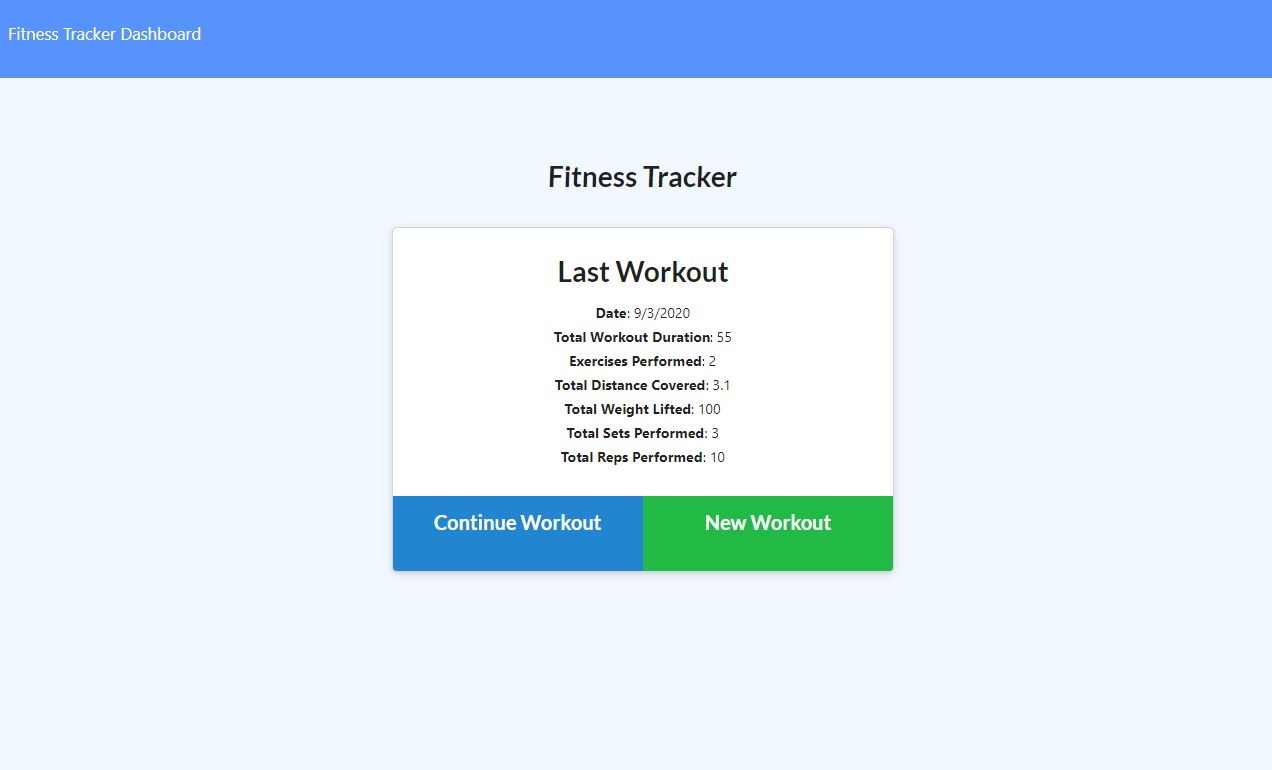 Fitness Tracker Dashboard
Fitness Tracker
Last Workout
Date: 9/3/2020
Total Workout Duration: 55
Exercises Performed: 2
Total Distance Covered: 3.1
Total Weight Lifted: 100
Total Sets Performed: 3
Total Reps Performed: 10
Continue Workout
New Workout